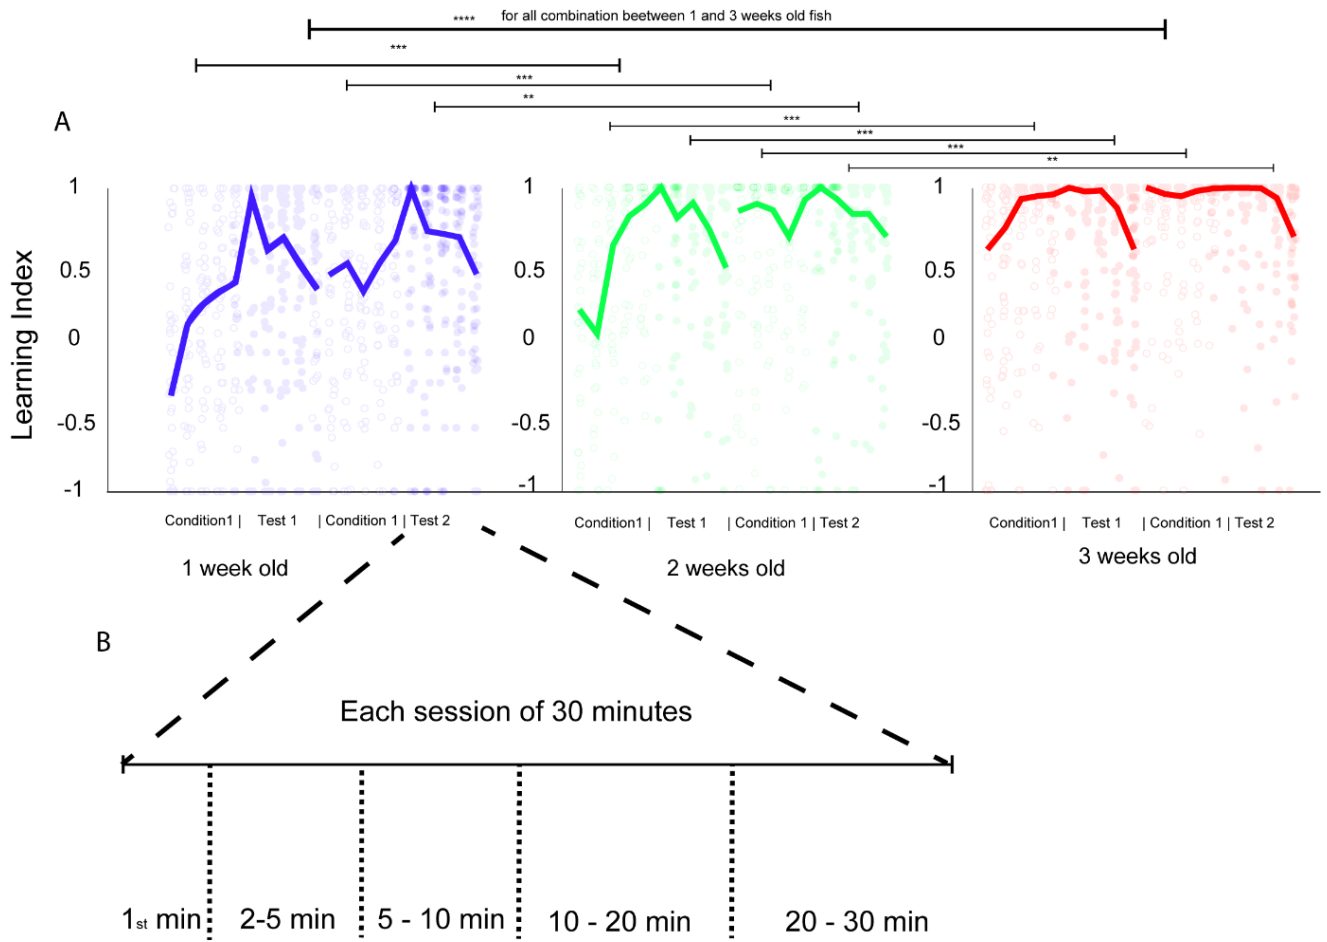 **** for all combination beetween 1 and 3 weeks old fish
***
***
**
***
***
***
**
A
Learning Index
1
0.5
0
-0.5
-1
1
0.5
0
-0.5
-1
1
0.5
0
-0.5
-1
Condition1 | Test 1 | Condition 1 | Test 2
Condition1 | Test 1 | Condition 1 | Test 2
Condition1 | Test 1 | Condition 1 | Test 2
1 week old
2 weeks old
3 weeks old
B
Each session of 30 minutes
1st min
2-5 min
5 - 10 min
10 - 20 min
20 - 30 min